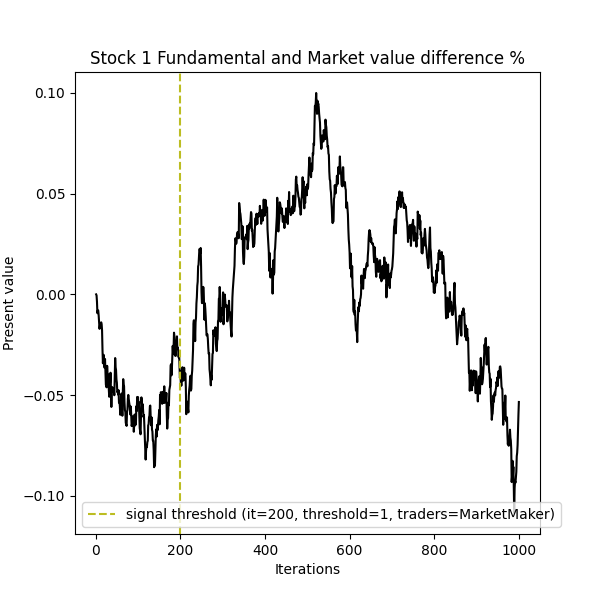 Stock 1 Fundamental and Market value difference %
0.10
0.05
0.00
−0.05
−0.10
Present value
signal threshold (it=200, threshold=1, traders=MarketMaker)
0 200 400 600 800 1000
Iterations